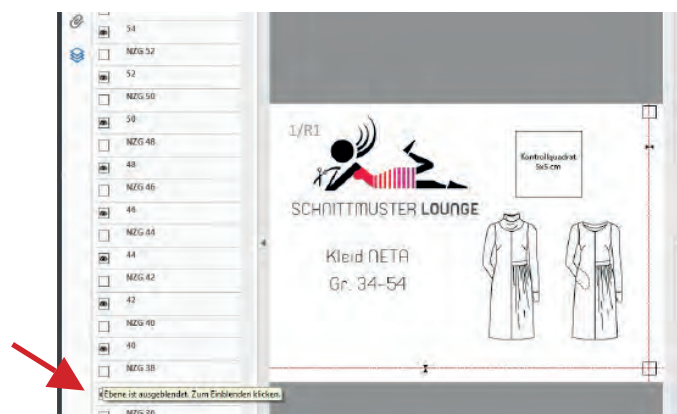 54
NZG 52
52
NZG 50
50
NZG 48
48
NZG 46
46
NZG 44
44
NZG 42
42
NZG 40
40
NZG 38
Ebene ist ausgeblendet. Zum Einblenden klicken.
NZG 36
1/R1
Kontrollquadrat
5x5 cm
SCHNITTMUSTER LOUNGE
Kleid NETA
Gr. 34-54